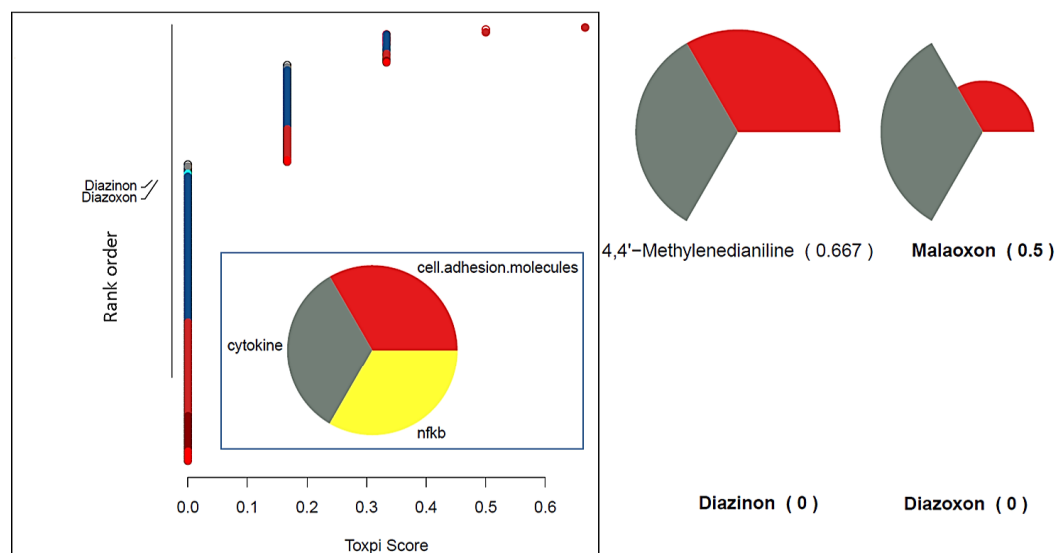 Diazinon
Diazoxon
Rank order
cell.adhesion.molecules
cytokine
nfkb
0.0 0.1 0.2 0.3 0.4 0.5 0.6
Toxpi Score
4,4'−Methylenedianiline ( 0.667 ) Malaoxon ( 0.5 )
Diazinon ( 0 ) Diazoxon ( 0 )